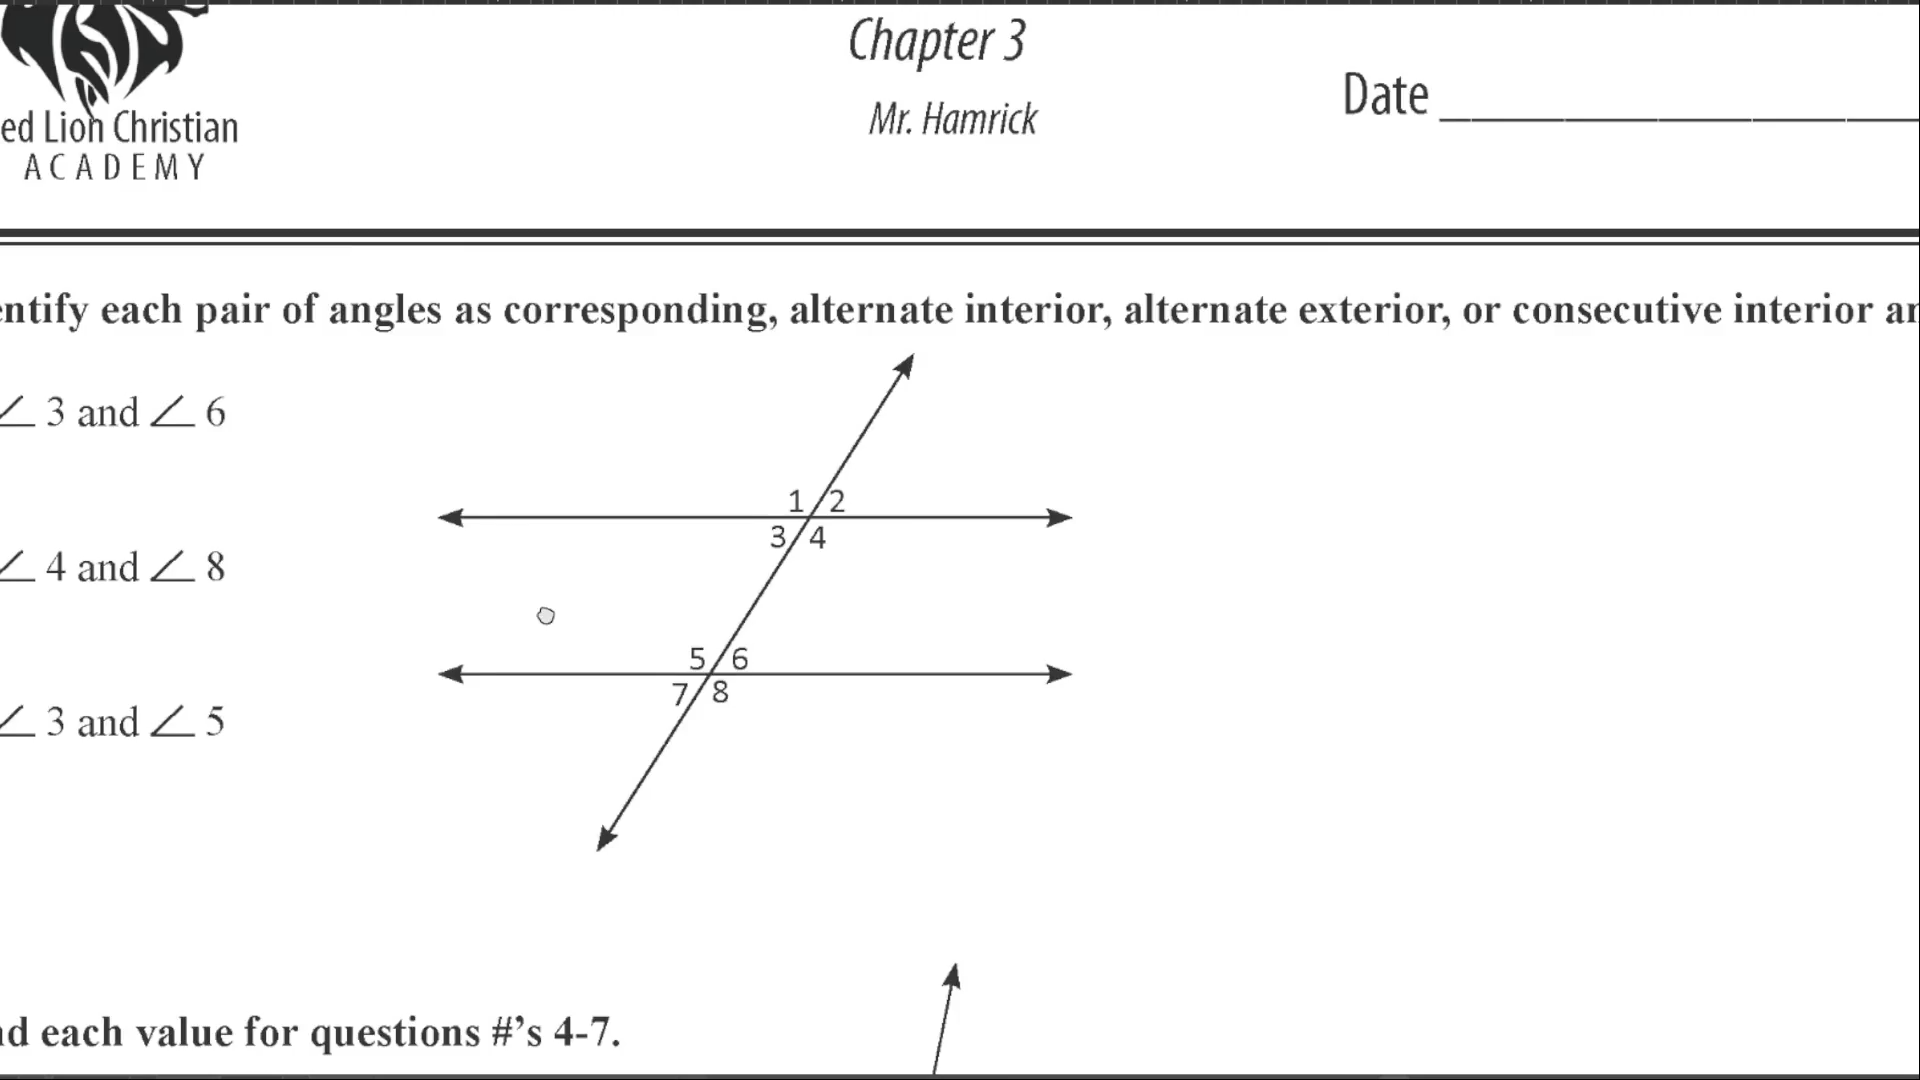 Chapter 3
Mr. Hamrick
Date
ed Lion Christian
ACADEMY
ntify each pair of angles as corresponding, alternate interior, alternate exterior, or consecutive interior
∠ 3 and ∠ 6
1 2
3 4
∠ 4 and ∠ 8
5 6
7 8
∠ 3 and ∠ 5
d each value for questions #’s 4-7.